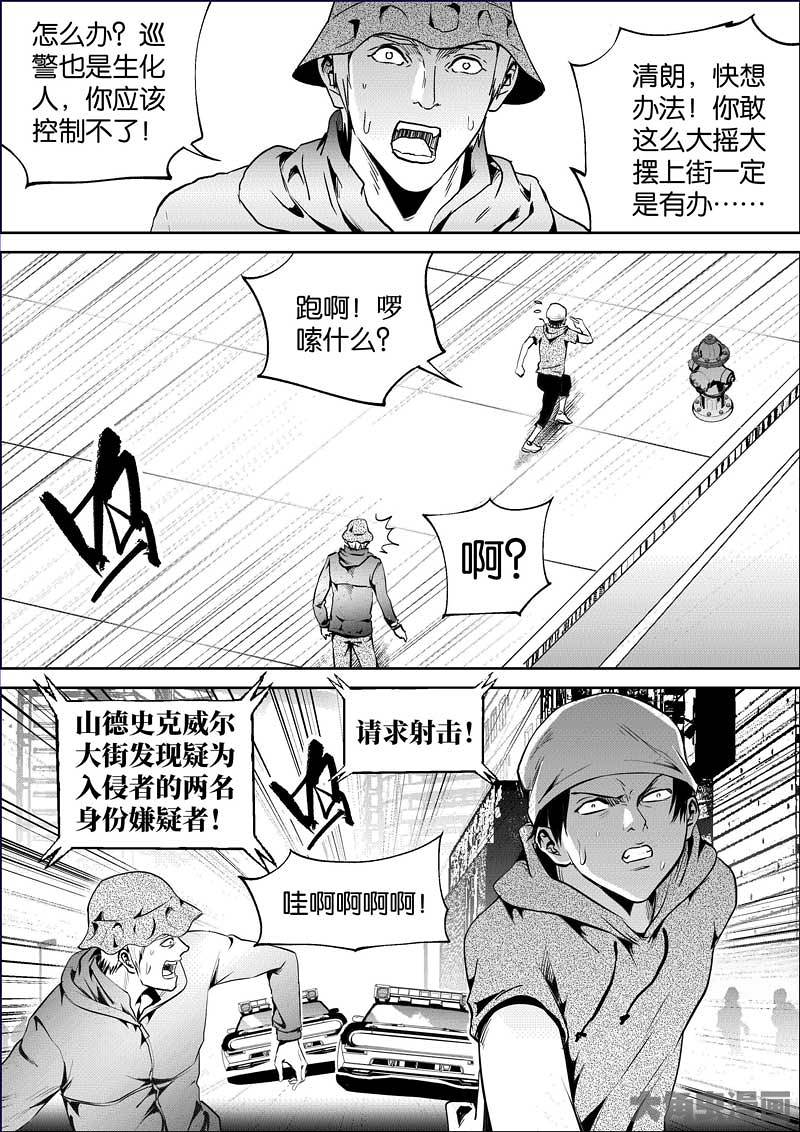 怎么办？巡
警也是生化
人，你应该
控制不了！
清朗，快想
办法！你敢
这么大摇大
摆上街一定
是有办……
跑啊！啰
嗦什么？
啊？
山德史克威尔
大街发现疑为
入侵者的两名
身份嫌疑者！
请求射击！
哇啊啊啊啊！
大角虫漫画